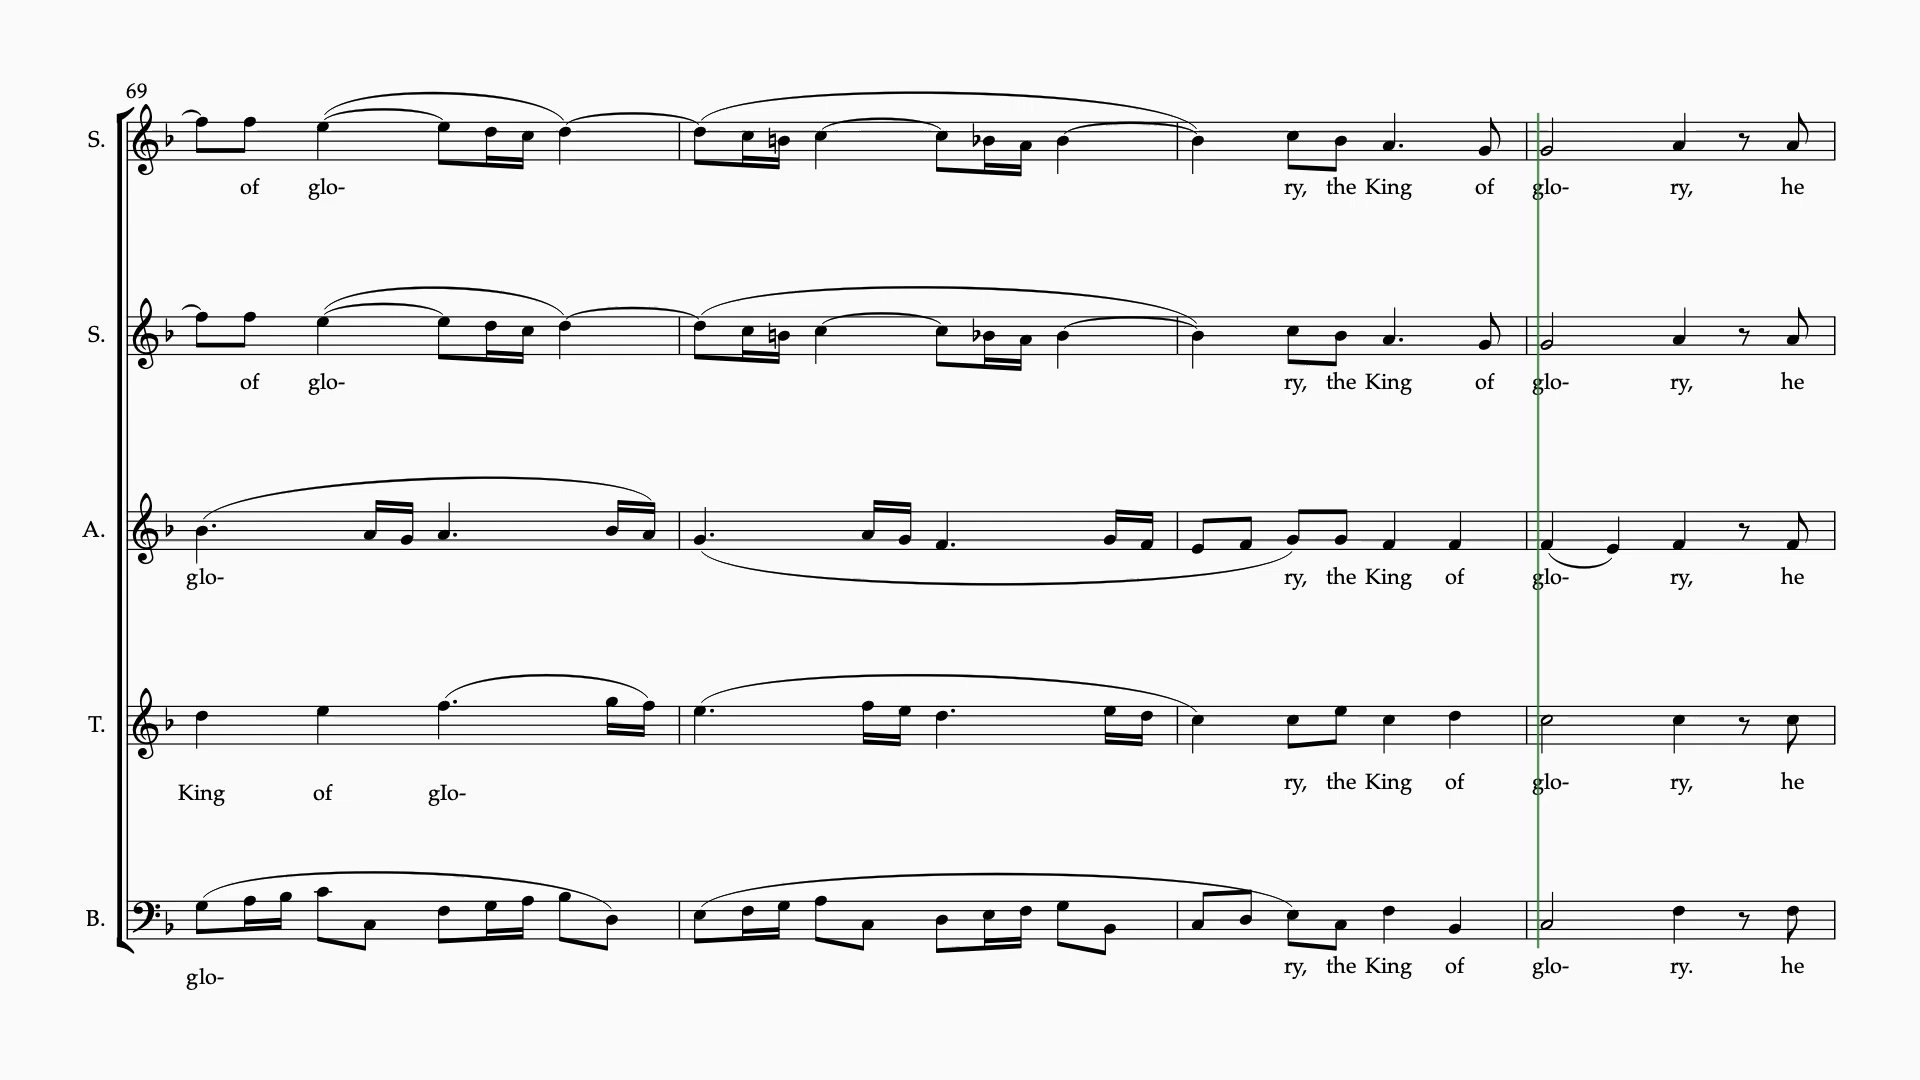 69
S.
of glo- ry, the King of glo- ry, he
S.
of glo- ry, the King of glo- ry, he
A.
glo- ry, the King of glo- ry, he
T.
King of glo- ry, the King of glo- ry, he
B.
glo- ry, the King of glo- ry. he